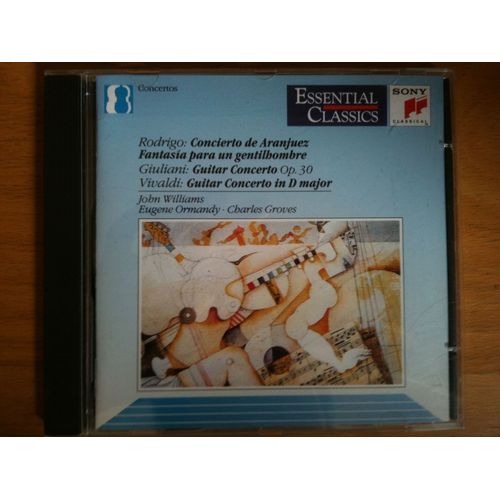 Concertos
ESSENTIAL
CLASSICS
SONY
CLASSICAL
Rodrigo: Concierto de Aranjuez
Fantasía para un gentilhombre
Giuliani: Guitar Concerto Op. 30
Vivaldi: Guitar Concerto in D major
John Williams
Eugene Ormandy · Charles Groves